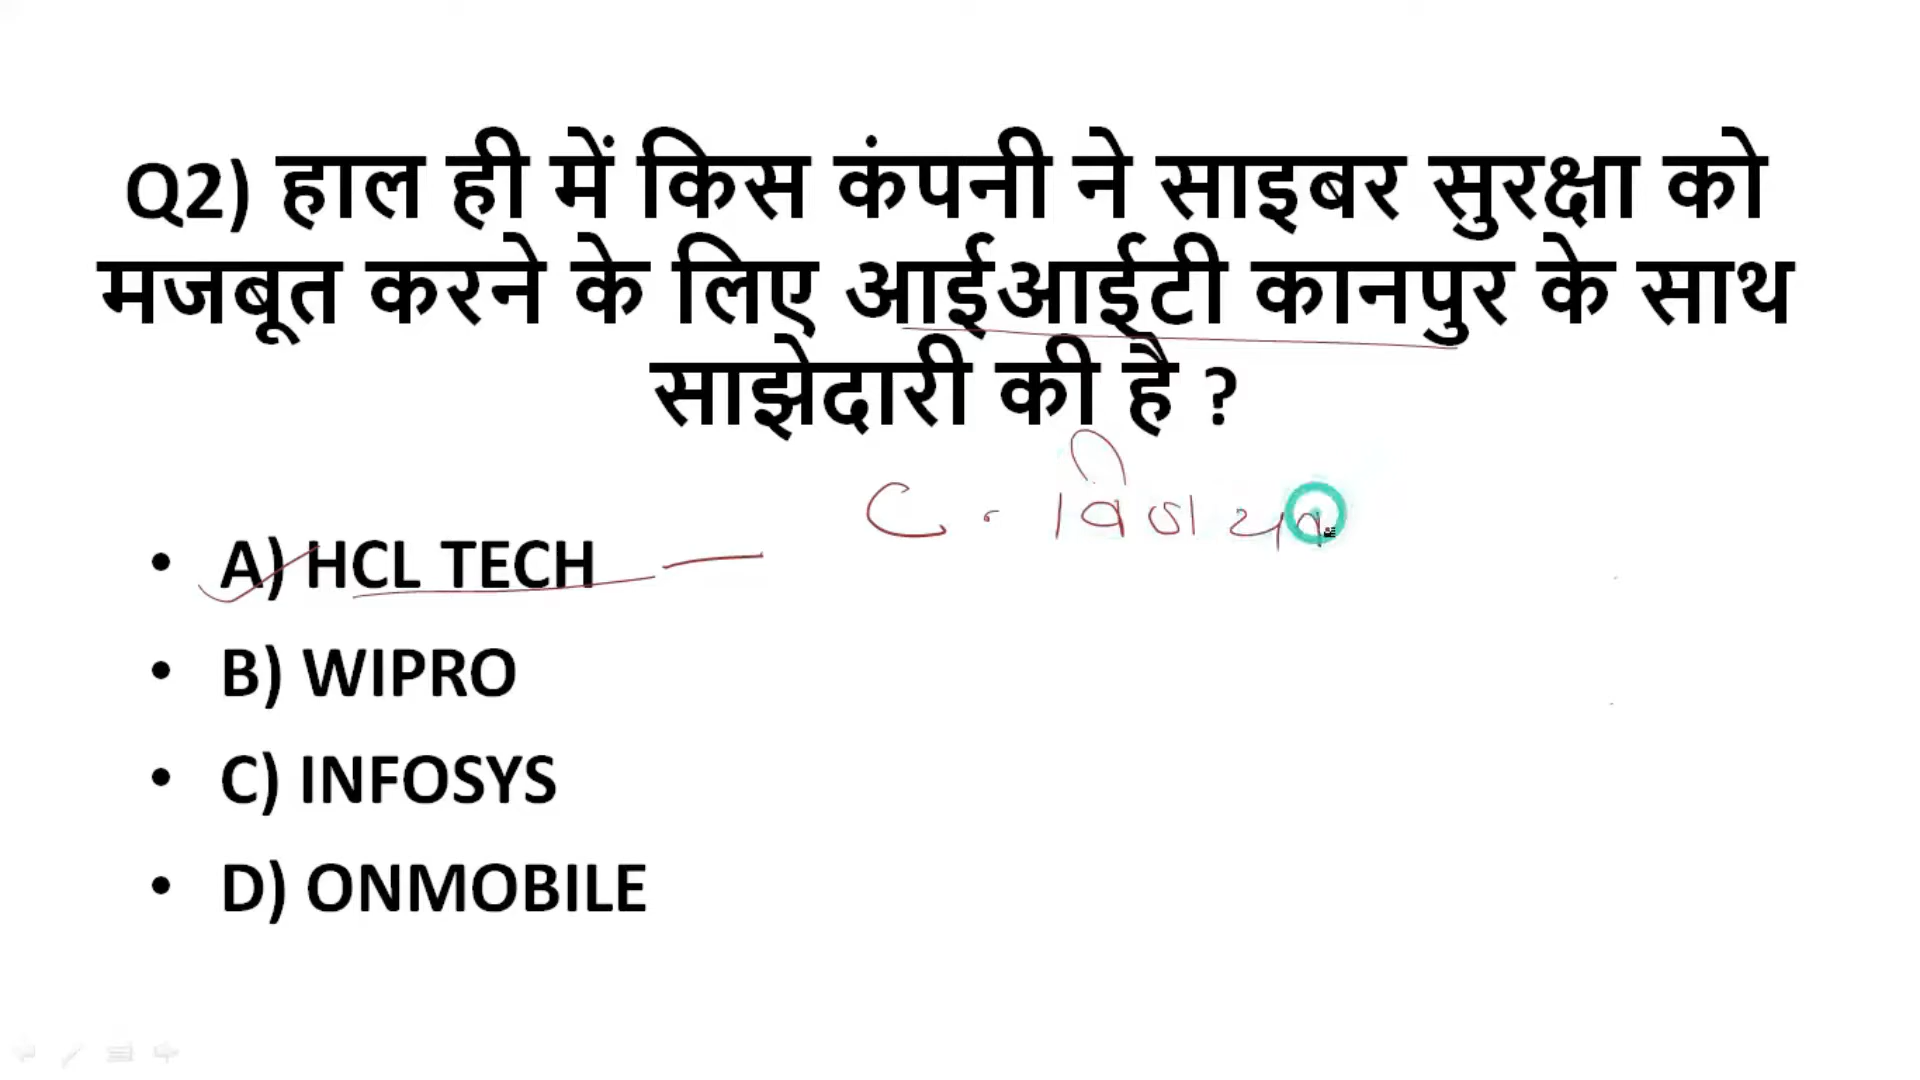 Q2) हाल ही में किस कंपनी ने साइबर सुरक्षा को
मजबूत करने के लिए आईआईटी कानपुर के साथ
साझेदारी की है ?
C.
• A) HCL TECH
• B) WIPRO
• C) INFOSYS
• D) ONMOBILE